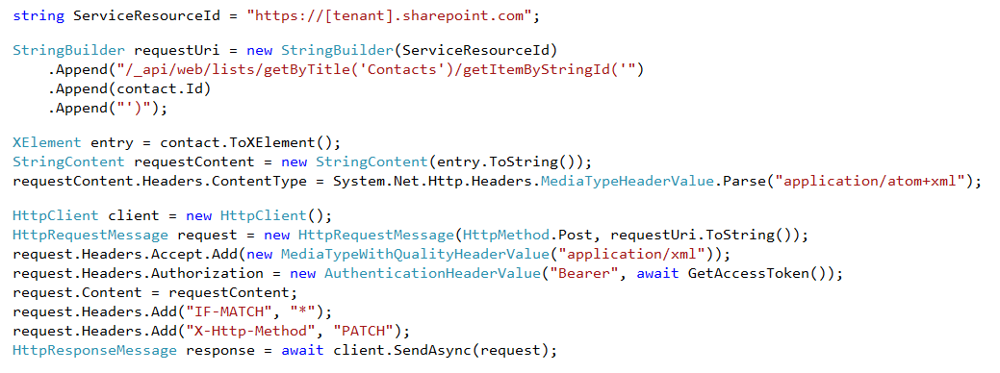 string ServiceResourceId = "https://[tenant].sharepoint.com";
StringBuilder requestUri = new StringBuilder(ServiceResourceId)
.Append("/_api/web/lists/getByTitle('Contacts')/getItemByStringId('")
.Append(contact.Id)
.Append("')");
XElement entry = contact.ToXElement();
StringContent requestContent = new StringContent(entry.ToString());
requestContent.Headers.ContentType = System.Net.Http.Headers.MediaTypeHeaderValue.Parse("application/atom+xml");
HttpClient client = new HttpClient();
HttpRequestMessage request = new HttpRequestMessage(HttpMethod.Post, requestUri.ToString());
request.Headers.Accept.Add(new MediaTypeWithQualityHeaderValue("application/xml"));
request.Headers.Authorization = new AuthenticationHeaderValue("Bearer", await GetAccessToken());
request.Content = requestContent;
request.Headers.Add("IF-MATCH", "*");
request.Headers.Add("X-Http-Method", "PATCH");
HttpResponseMessage response = await client.SendAsync(request);